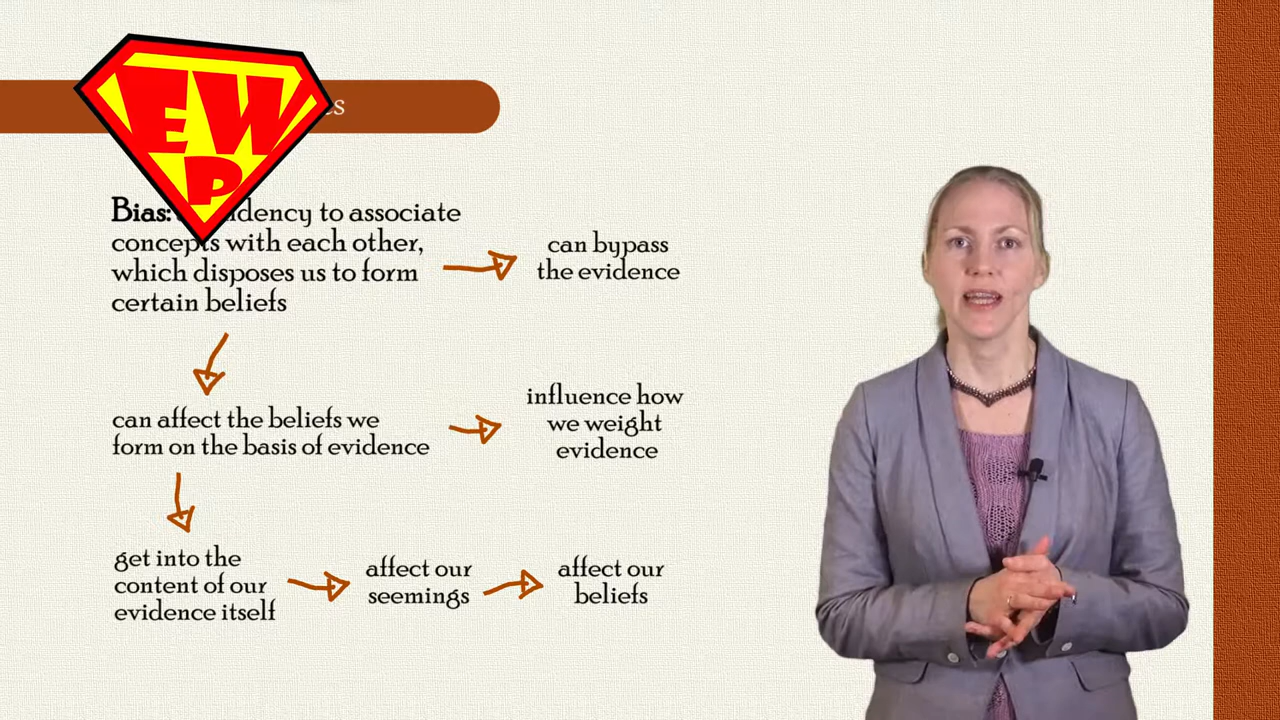 EW
P
Bias: to associate
concepts with each other,
which disposes us to form
certain beliefs
can bypass
the evidence
can affect the beliefs we
form on the basis of evidence
influence how
we weight
evidence
get into the
content of our
evidence itself
affect our
seemings
affect our
beliefs